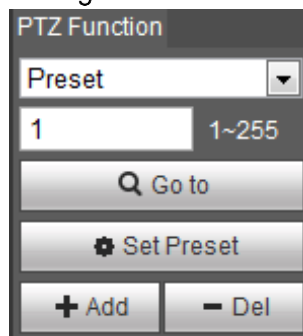 PTZ Function
Preset
1 1~255
Go to
Set Preset
Add Del